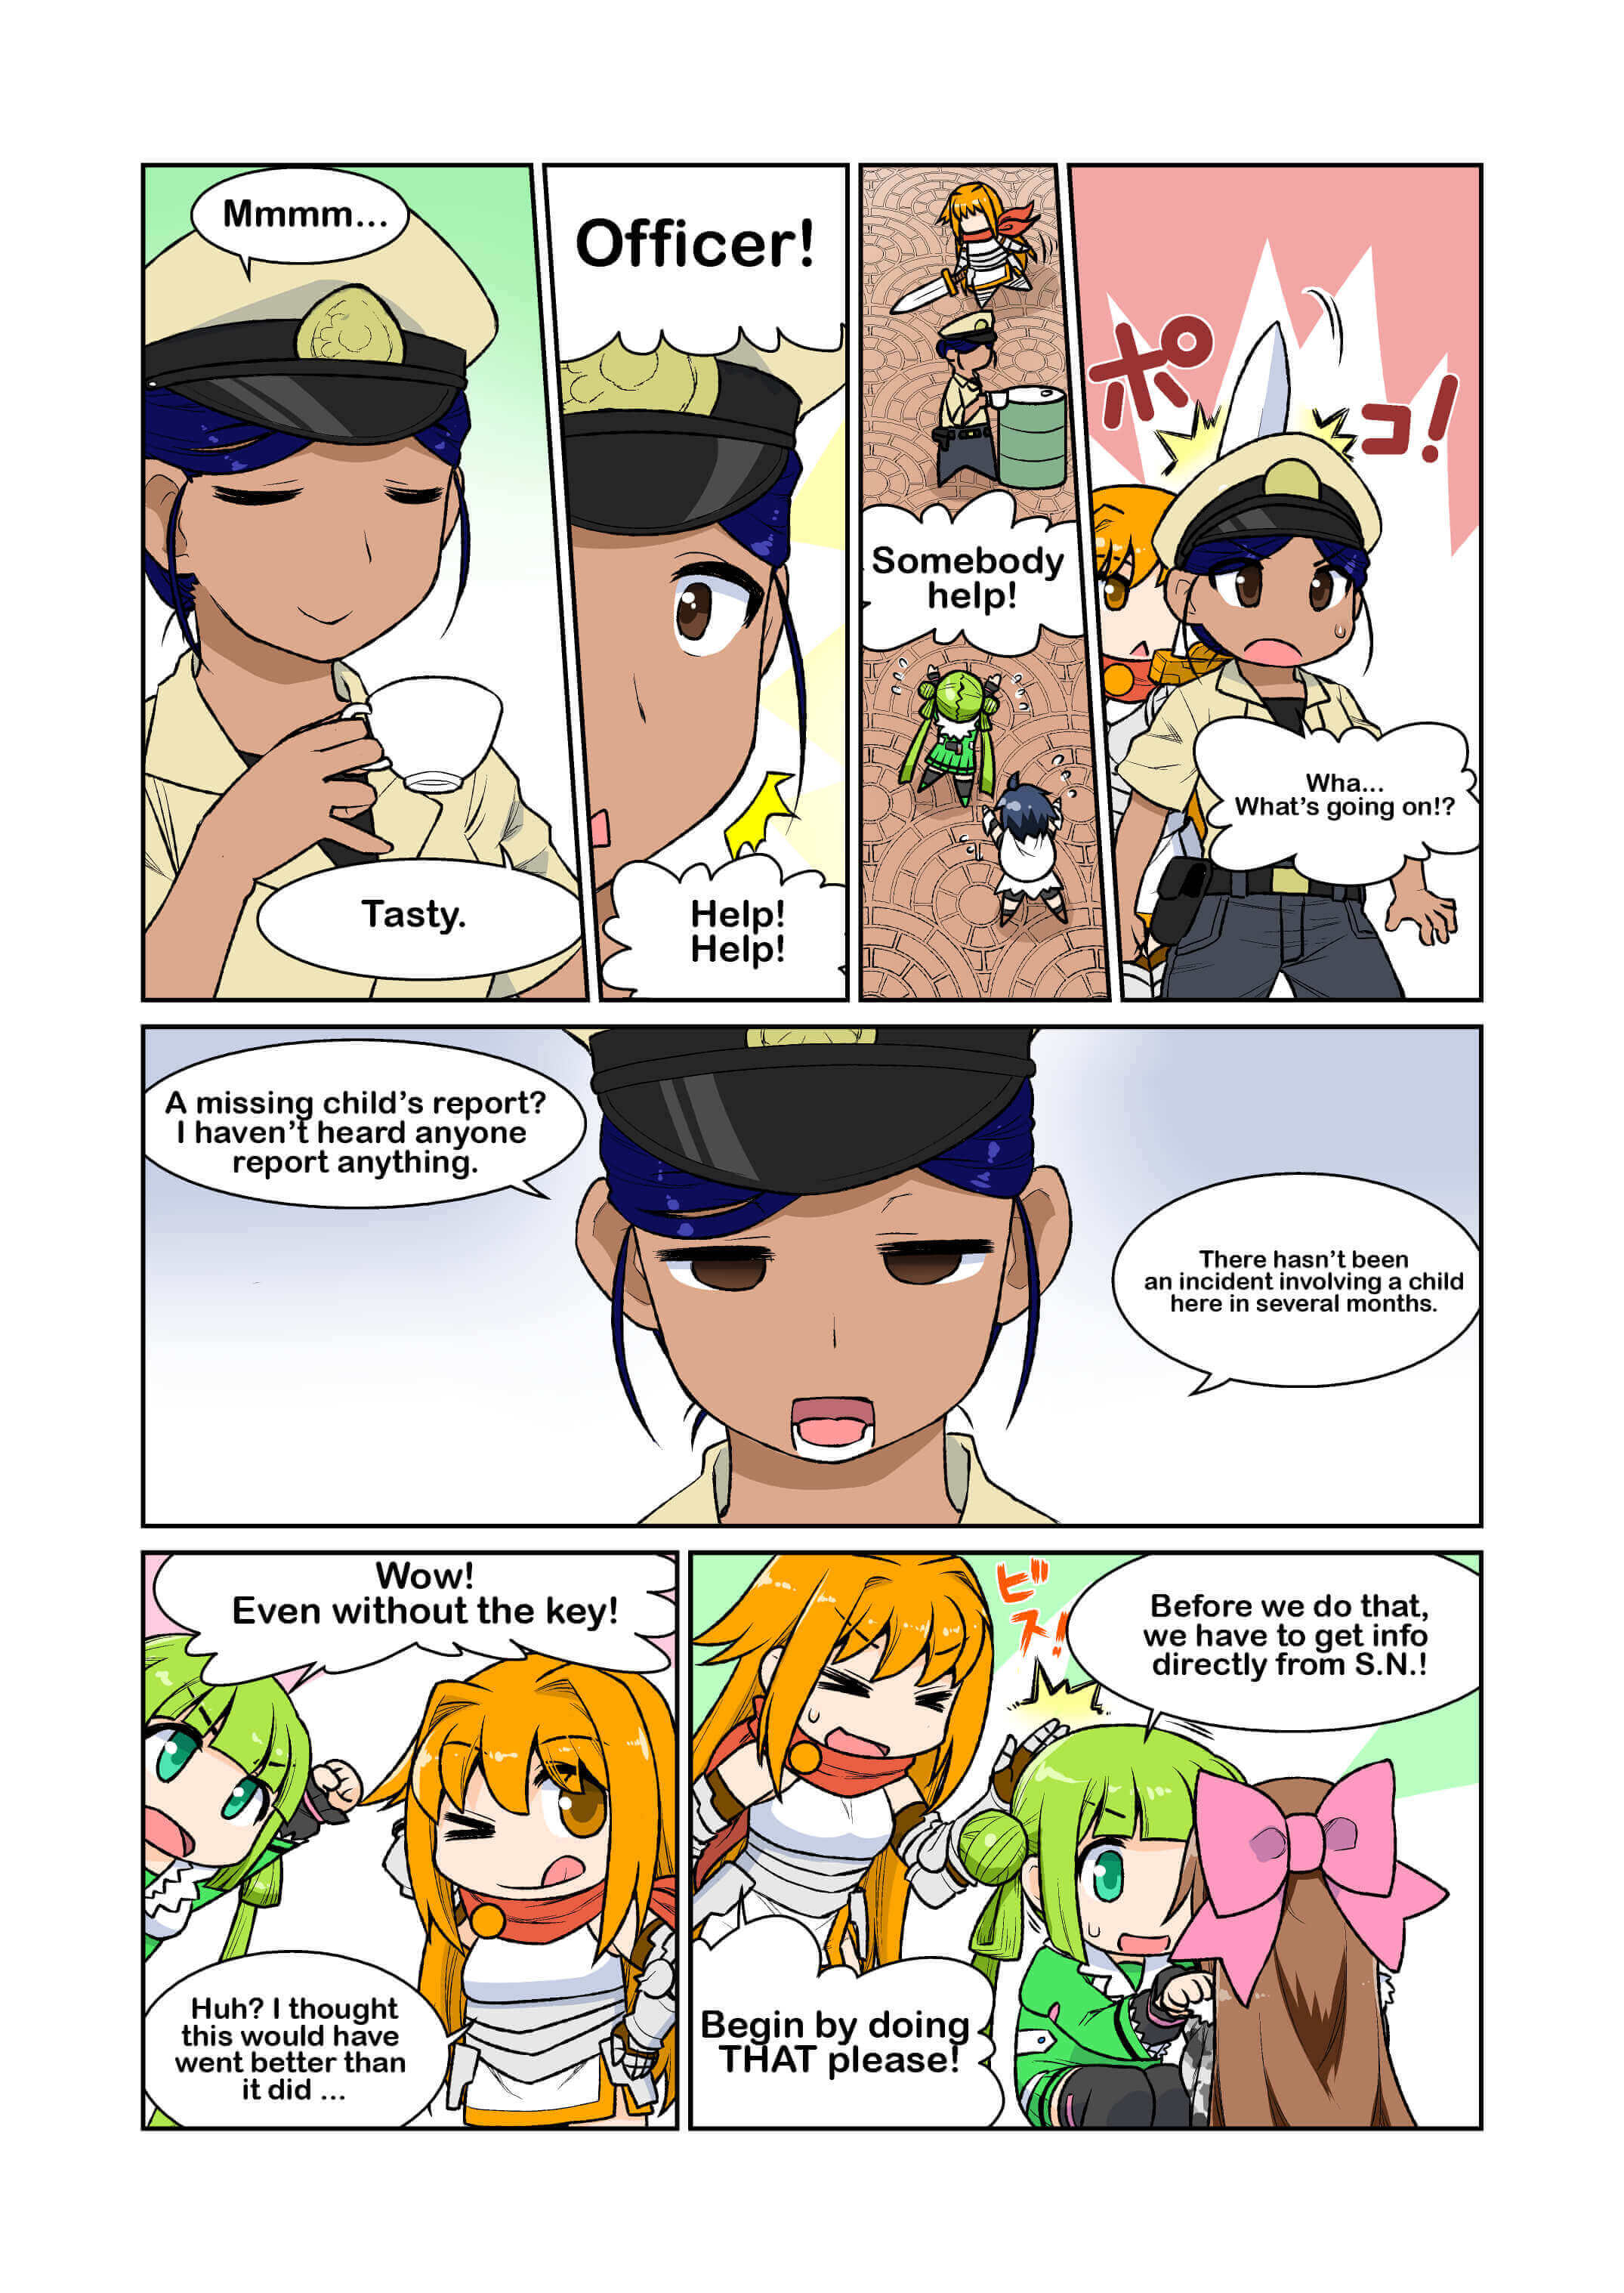 Mmmm...
Tasty.
Officer!
Help!
Help!
Somebody
help!
ポ
コ!
Wha...
What's going on!?
A missing child's report?
I haven't heard anyone
report anything.
There hasn't been
an incident involving a child
here in several months.
Wow!
Even without the key!
Huh? I thought
this would have
went better than
it did ...
ビ
ス!
Before we do that,
we have to get info
directly from S.N.!
Begin by doing
THAT please!